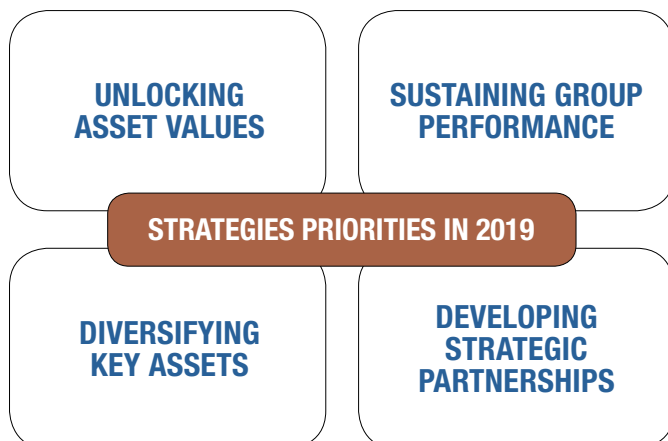 UNLOCKING
ASSET VALUES
SUSTAINING GROUP
PERFORMANCE
STRATEGIES PRIORITIES IN 2019
DIVERSIFYING
KEY ASSETS
DEVELOPING
STRATEGIC
PARTNERSHIPS